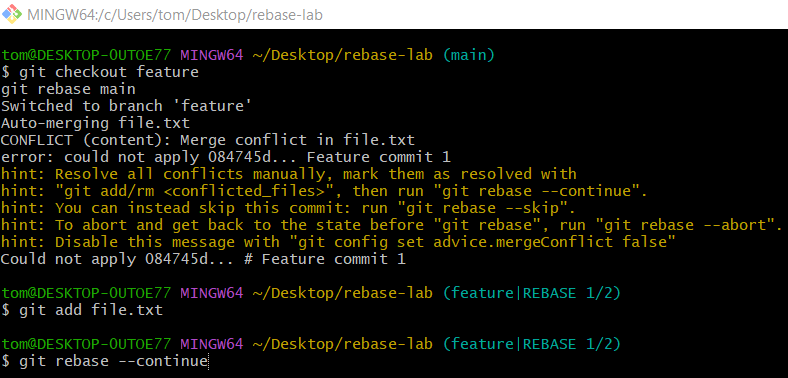 MINGW64:/c/Users/tom/Desktop/rebase-lab
tom@DESKTOP-OUTOE77 MINGW64 ~/Desktop/rebase-lab (main)
$ git checkout feature
git rebase main
Switched to branch 'feature'
Auto-merging file.txt
CONFLICT (content): Merge conflict in file.txt
error: could not apply 084745d... Feature commit 1
hint: Resolve all conflicts manually, mark them as resolved with
hint: "git add/rm <conflicted_files>", then run "git rebase --continue".
hint: You can instead skip this commit: run "git rebase --skip".
hint: To abort and get back to the state before "git rebase", run "git rebase --abort".
hint: Disable this message with "git config set advice.mergeConflict false"
Could not apply 084745d... # Feature commit 1
tom@DESKTOP-OUTOE77 MINGW64 ~/Desktop/rebase-lab (feature|REBASE 1/2)
$ git add file.txt
tom@DESKTOP-OUTOE77 MINGW64 ~/Desktop/rebase-lab (feature|REBASE 1/2)
$ git rebase --continue